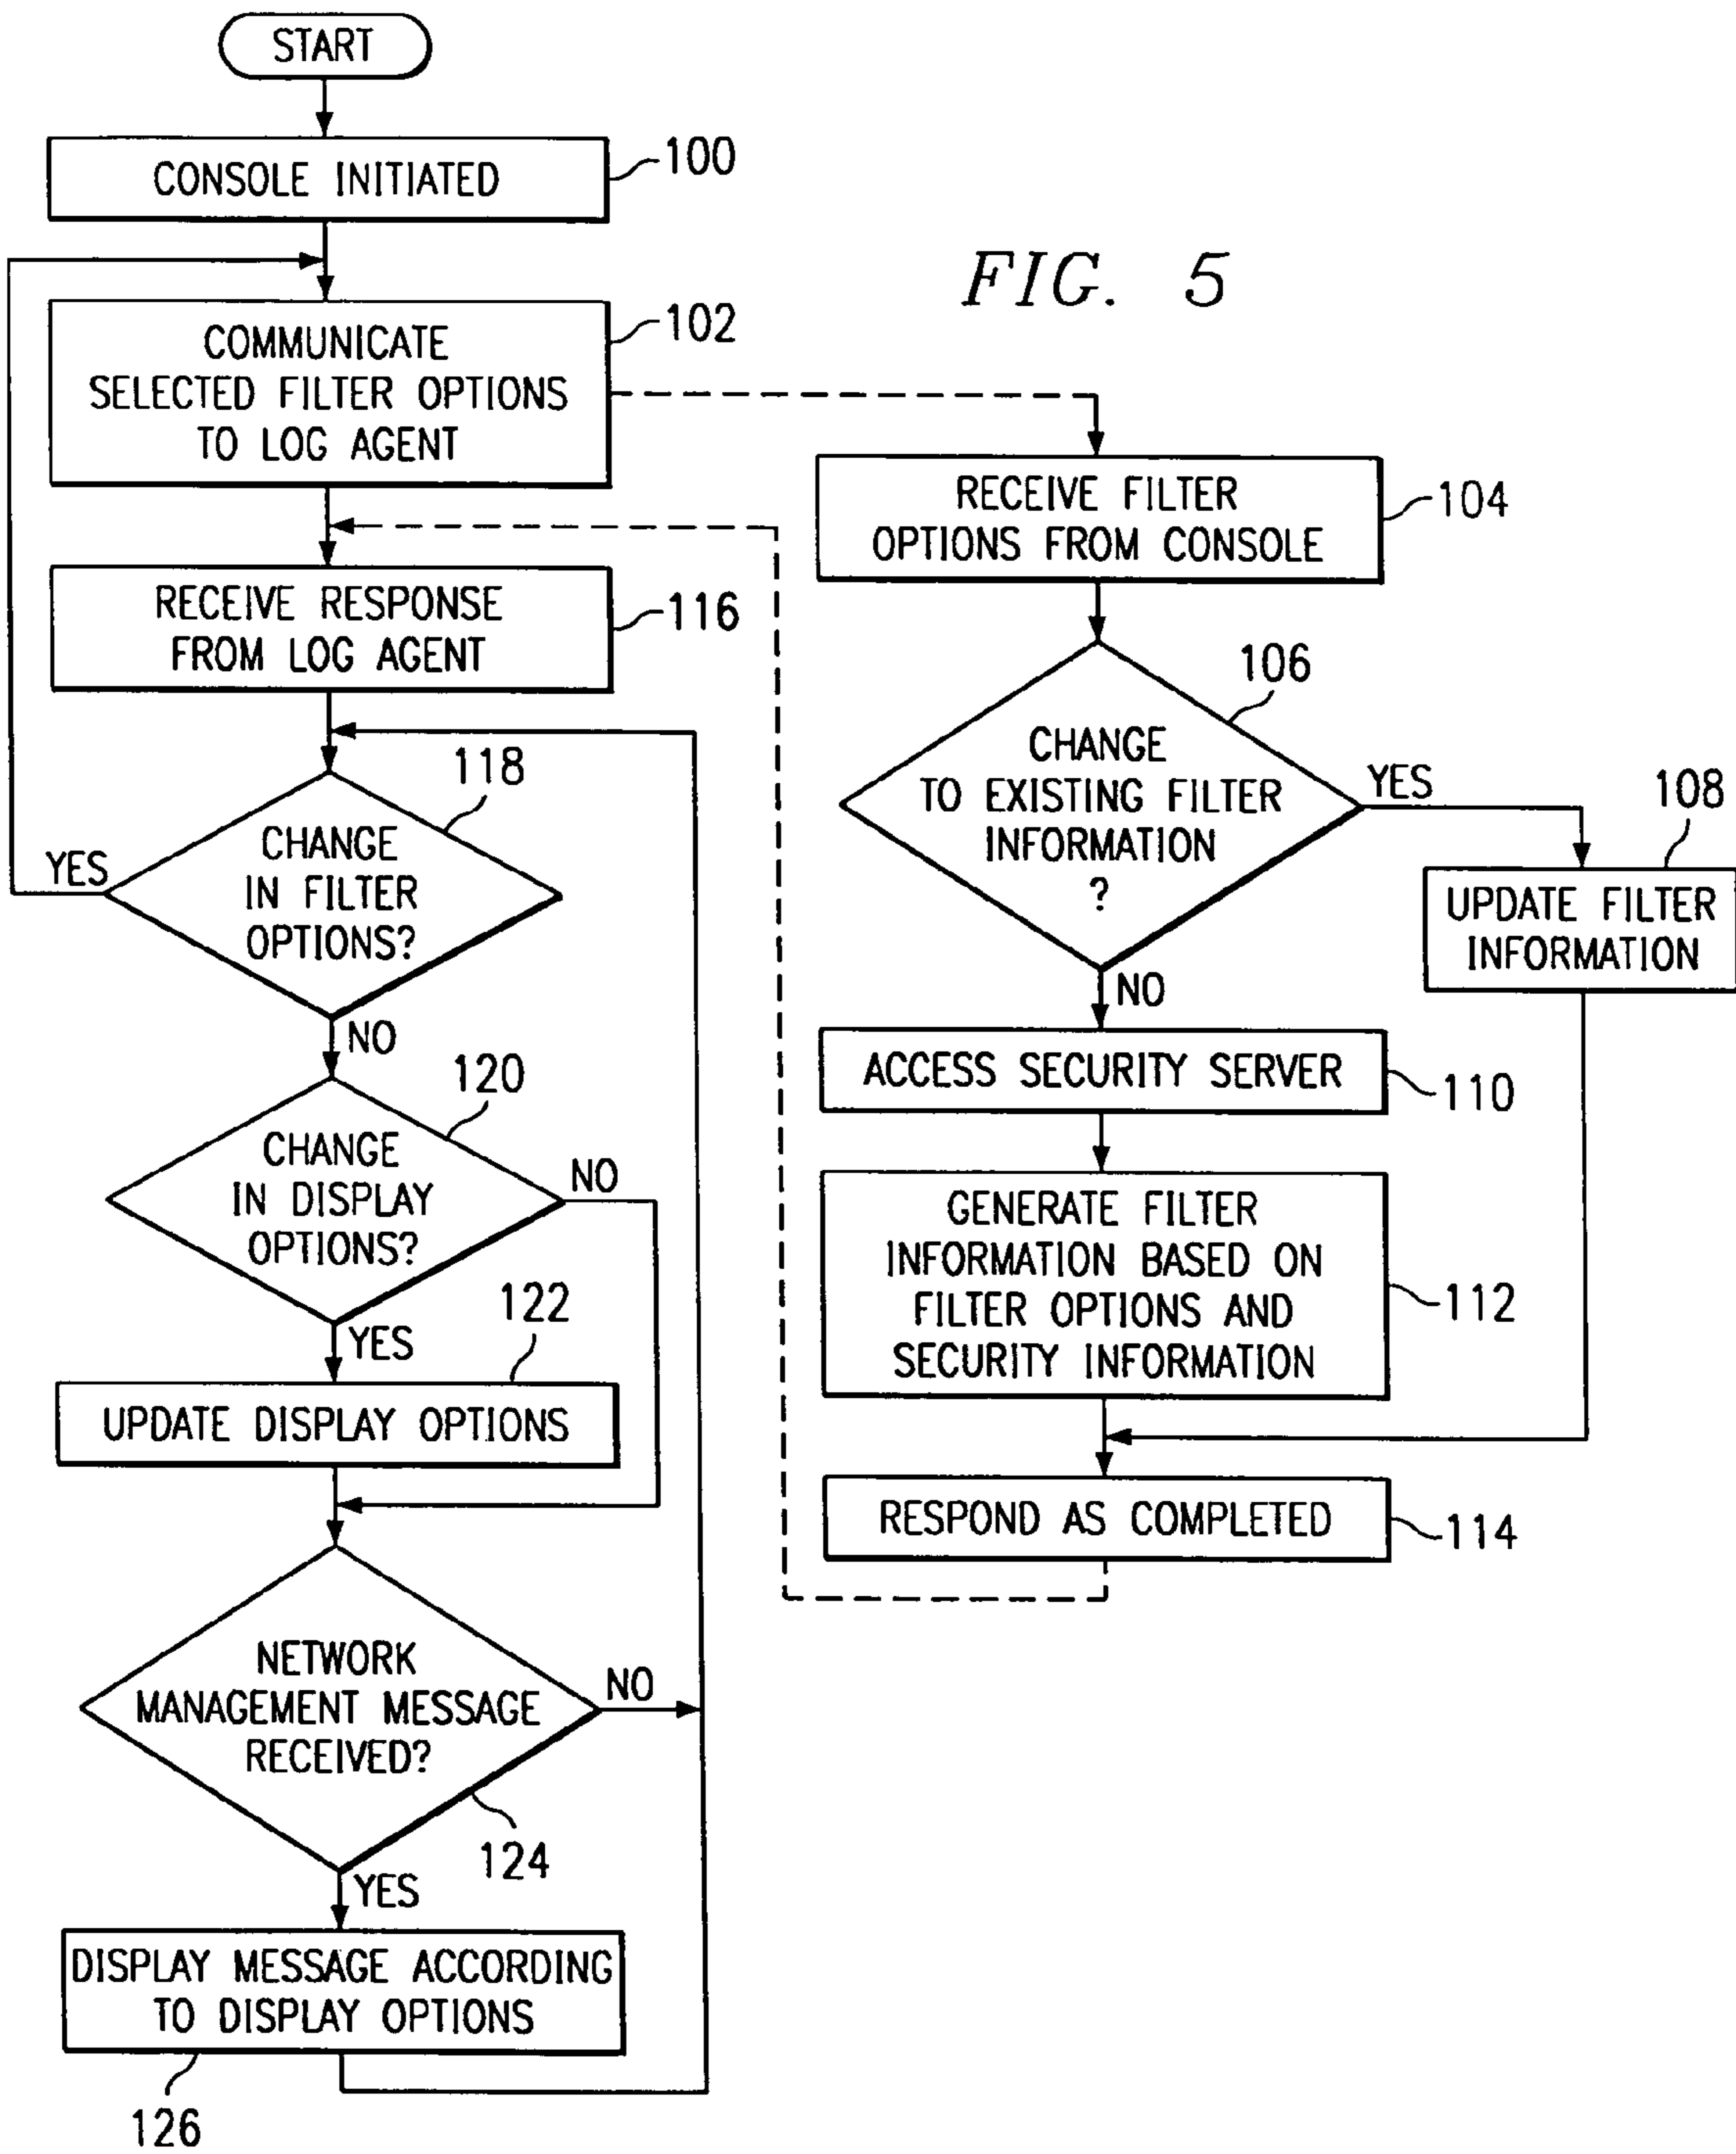 START
CONSOLE INITIATED
100
FIG. 5
COMMUNICATE
SELECTED FILTER OPTIONS
TO LOG AGENT
102
RECEIVE FILTER
OPTIONS FROM CONSOLE
104
RECEIVE RESPONSE
FROM LOG AGENT
116
CHANGE
TO EXISTING FILTER
INFORMATION
?
106
YES
108
UPDATE FILTER
INFORMATION
NO
118
CHANGE
IN FILTER
OPTIONS?
YES
NO
ACCESS SECURITY SERVER
110
120
CHANGE
IN DISPLAY
OPTIONS?
NO
YES
GENERATE FILTER
INFORMATION BASED ON
FILTER OPTIONS AND
SECURITY INFORMATION
112
122
UPDATE DISPLAY OPTIONS
RESPOND AS COMPLETED
114
NETWORK
MANAGEMENT MESSAGE
RECEIVED?
NO
124
YES
DISPLAY MESSAGE ACCORDING
TO DISPLAY OPTIONS
126